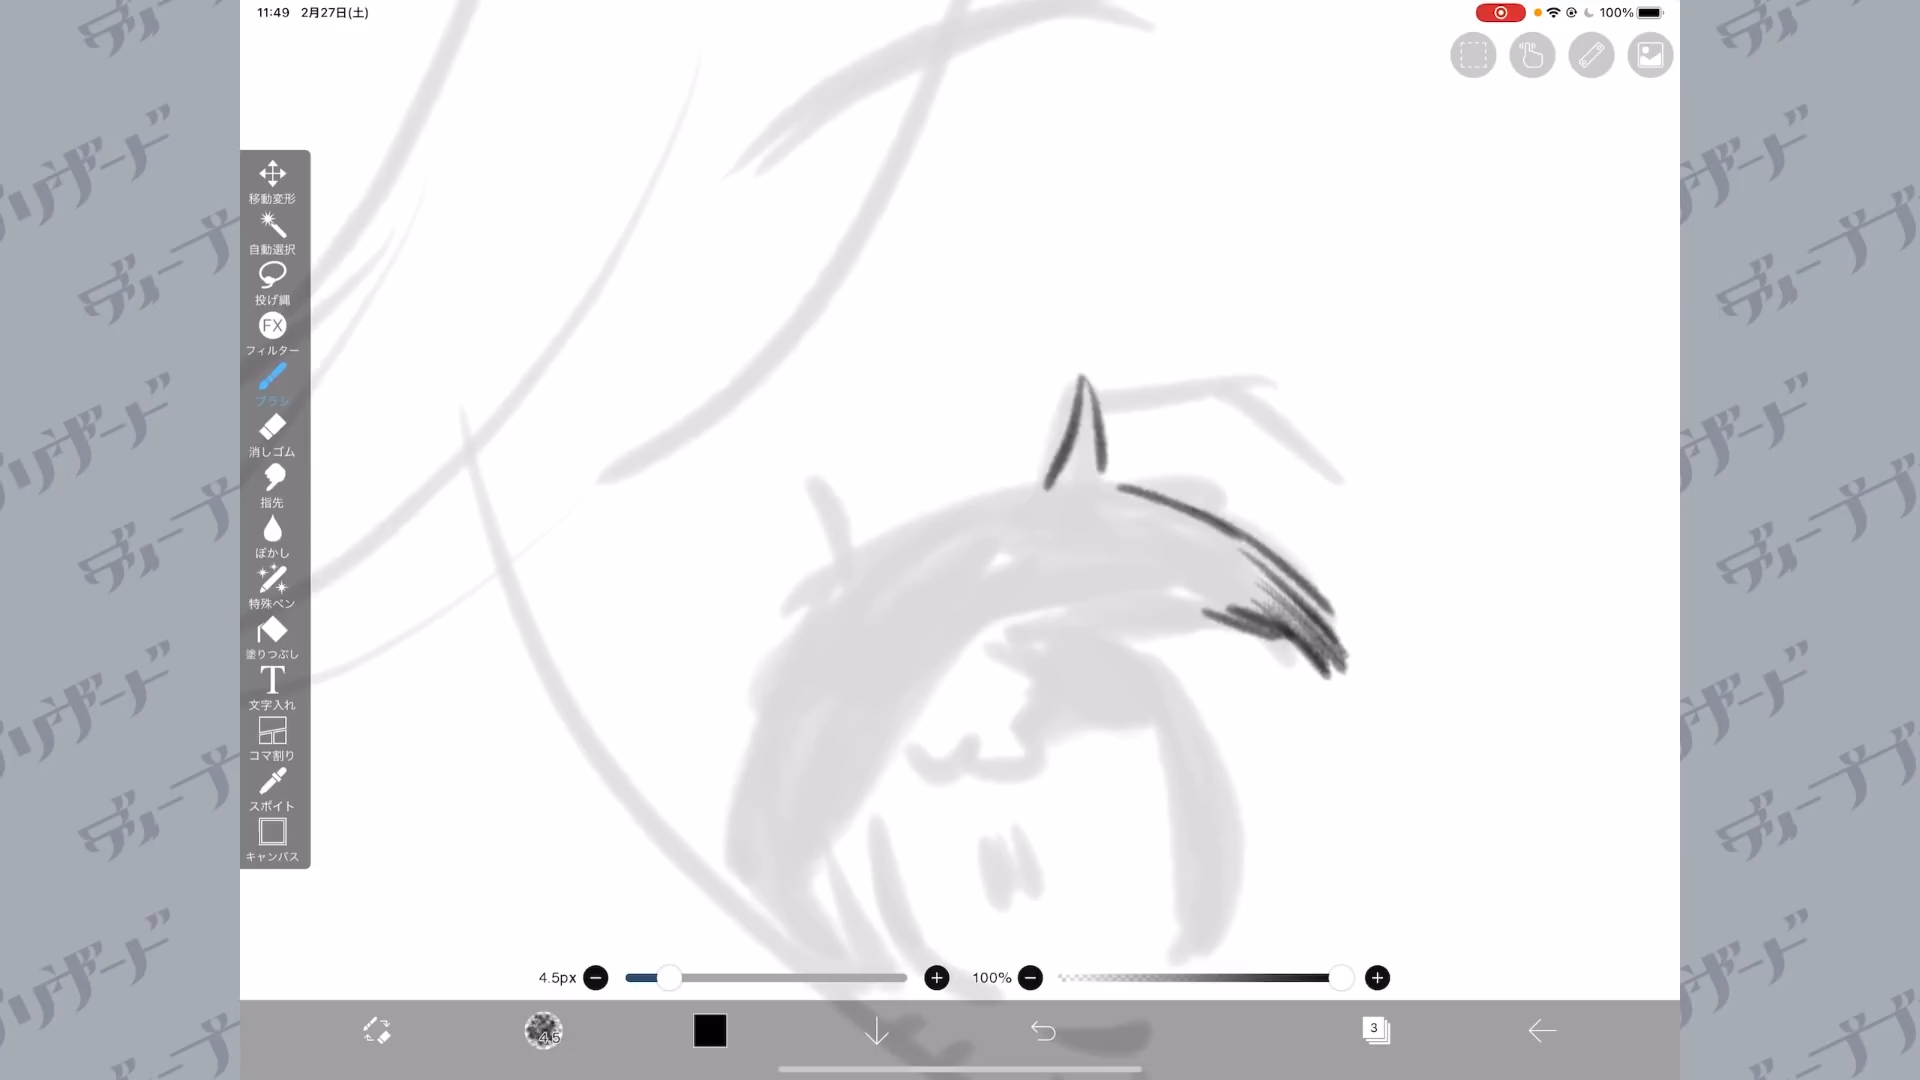 11:49 2月27日(土)
100%
移動変形
自動選択
投げ縄
FX
フィルター
ブラシ
消しゴム
指先
ぼかし
特殊ペン
塗りつぶし
T
文字入れ
コマ割り
スポイト
キャンバス
4.5px
100%
4.5
3